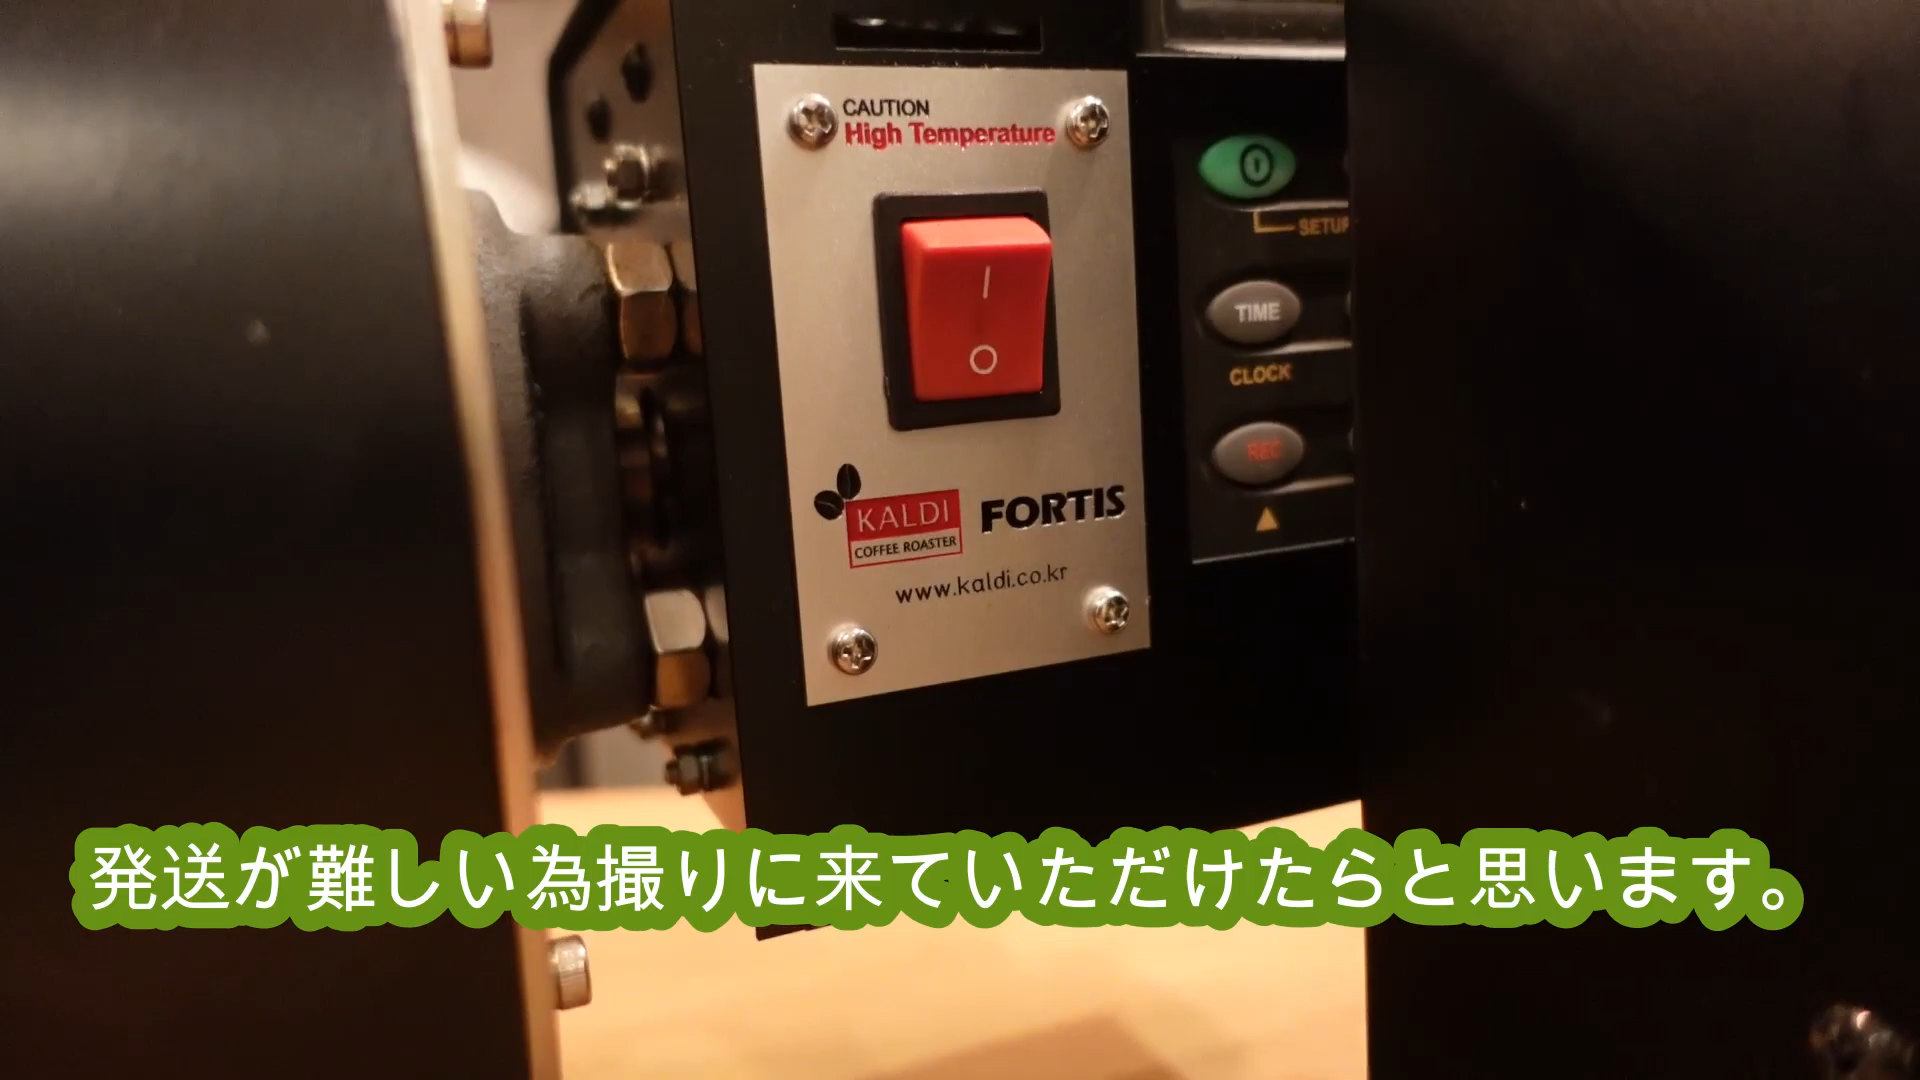 CAUTION
High Temperature
SETUP
TIME
CLOCK
REC
KALDI
COFFEE ROASTER
FORTIS
www.kaldi.co.kr
発送が難しい為撮りに来ていただけたらと思います。